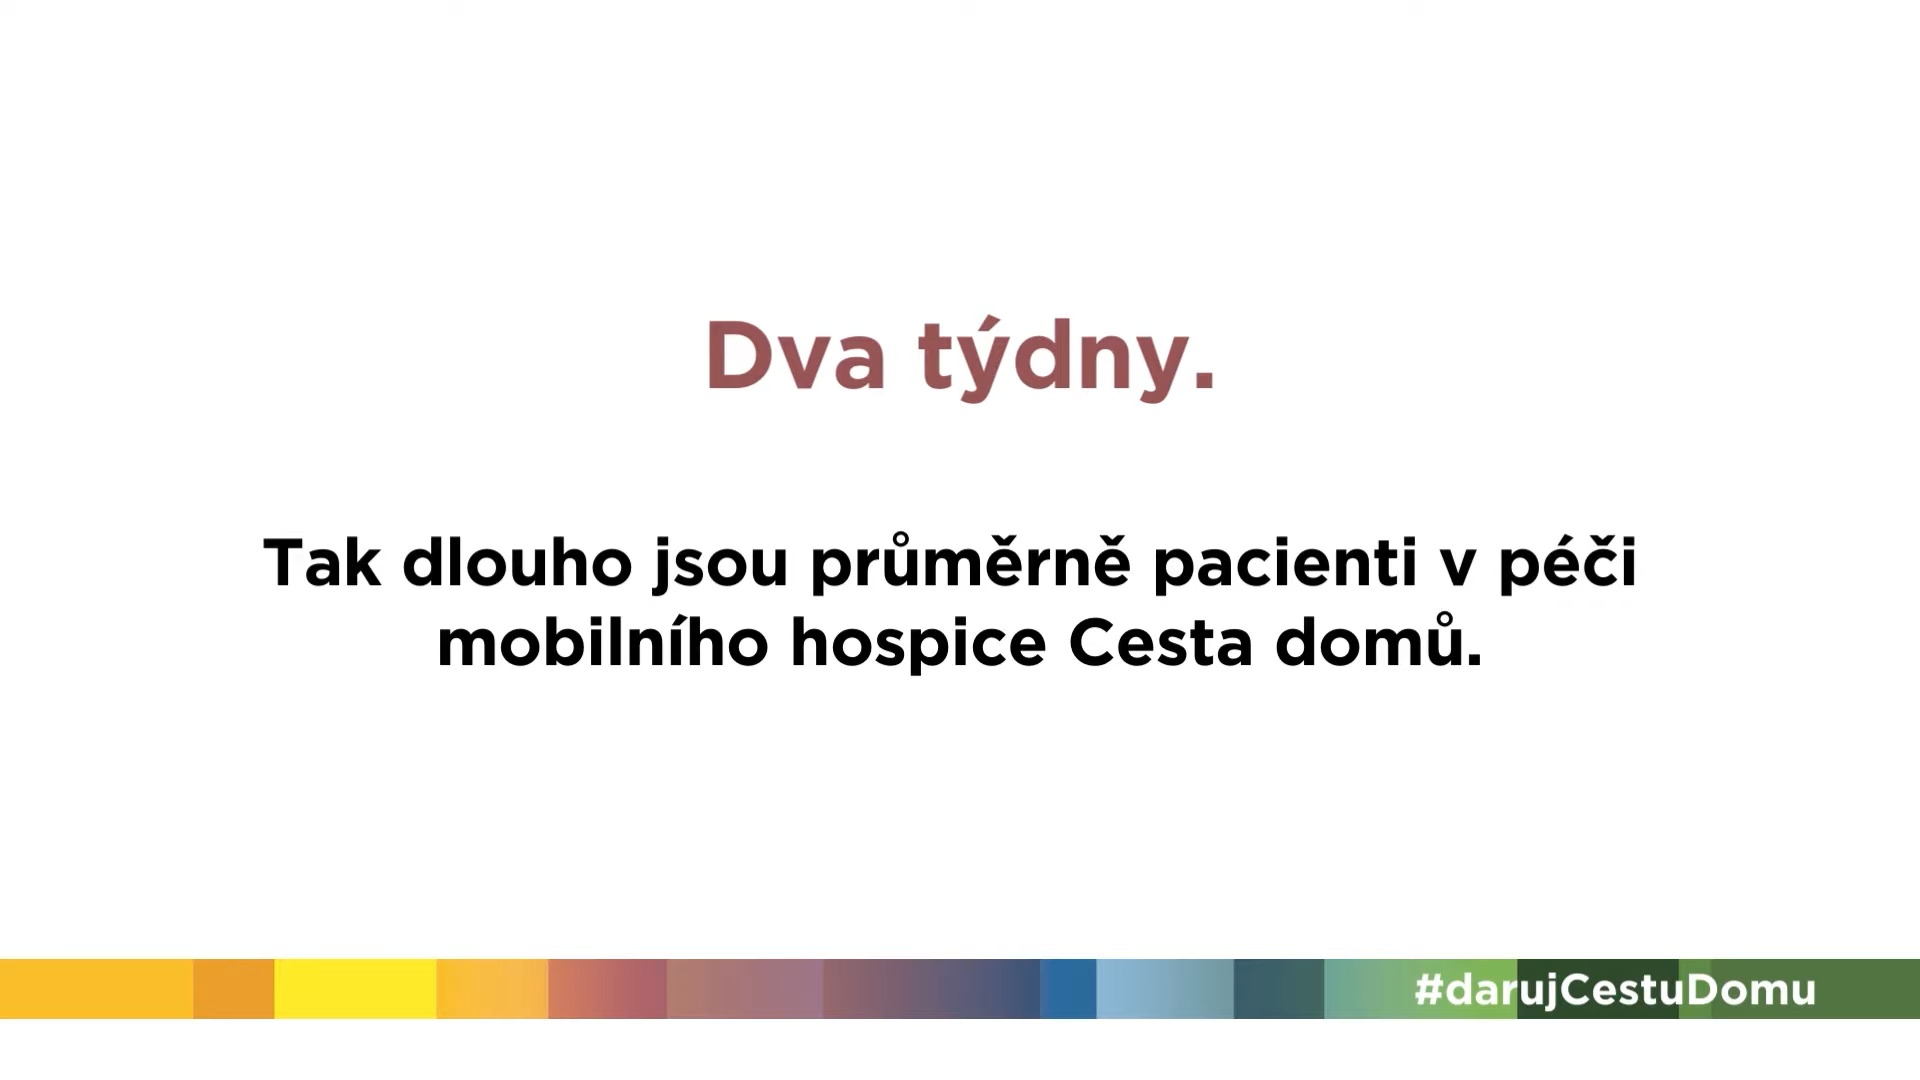 Dva týdny.
Tak dlouho jsou průměrně pacienti v péči
mobilního hospice Cesta domů.
#darujCestuDomu